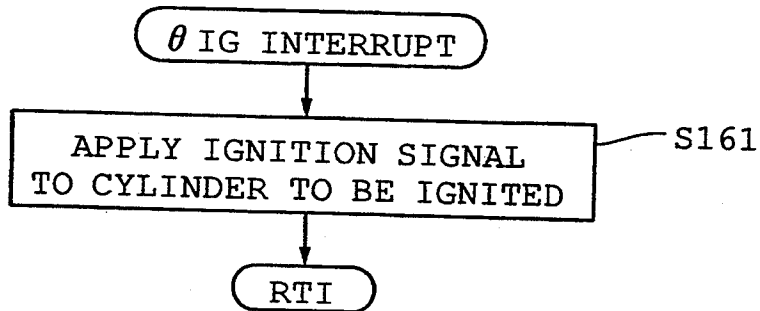 θ IG INTERRUPT
APPLY IGNITION SIGNAL
TO CYLINDER TO BE IGNITED
S161
RTI